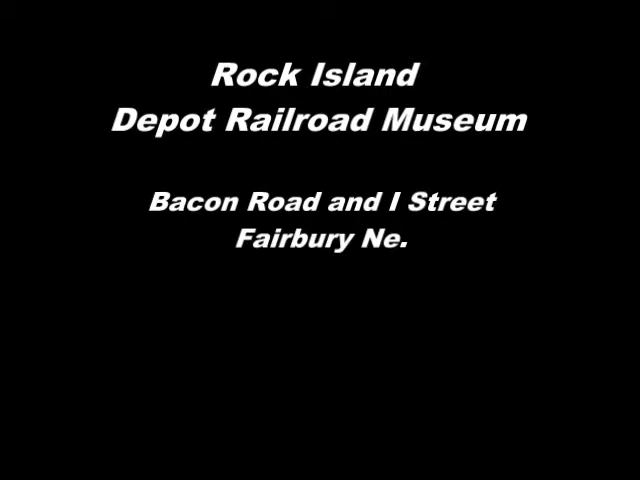 Rock Island
Depot Railroad Museum
Bacon Road and I Street
Fairbury Ne.